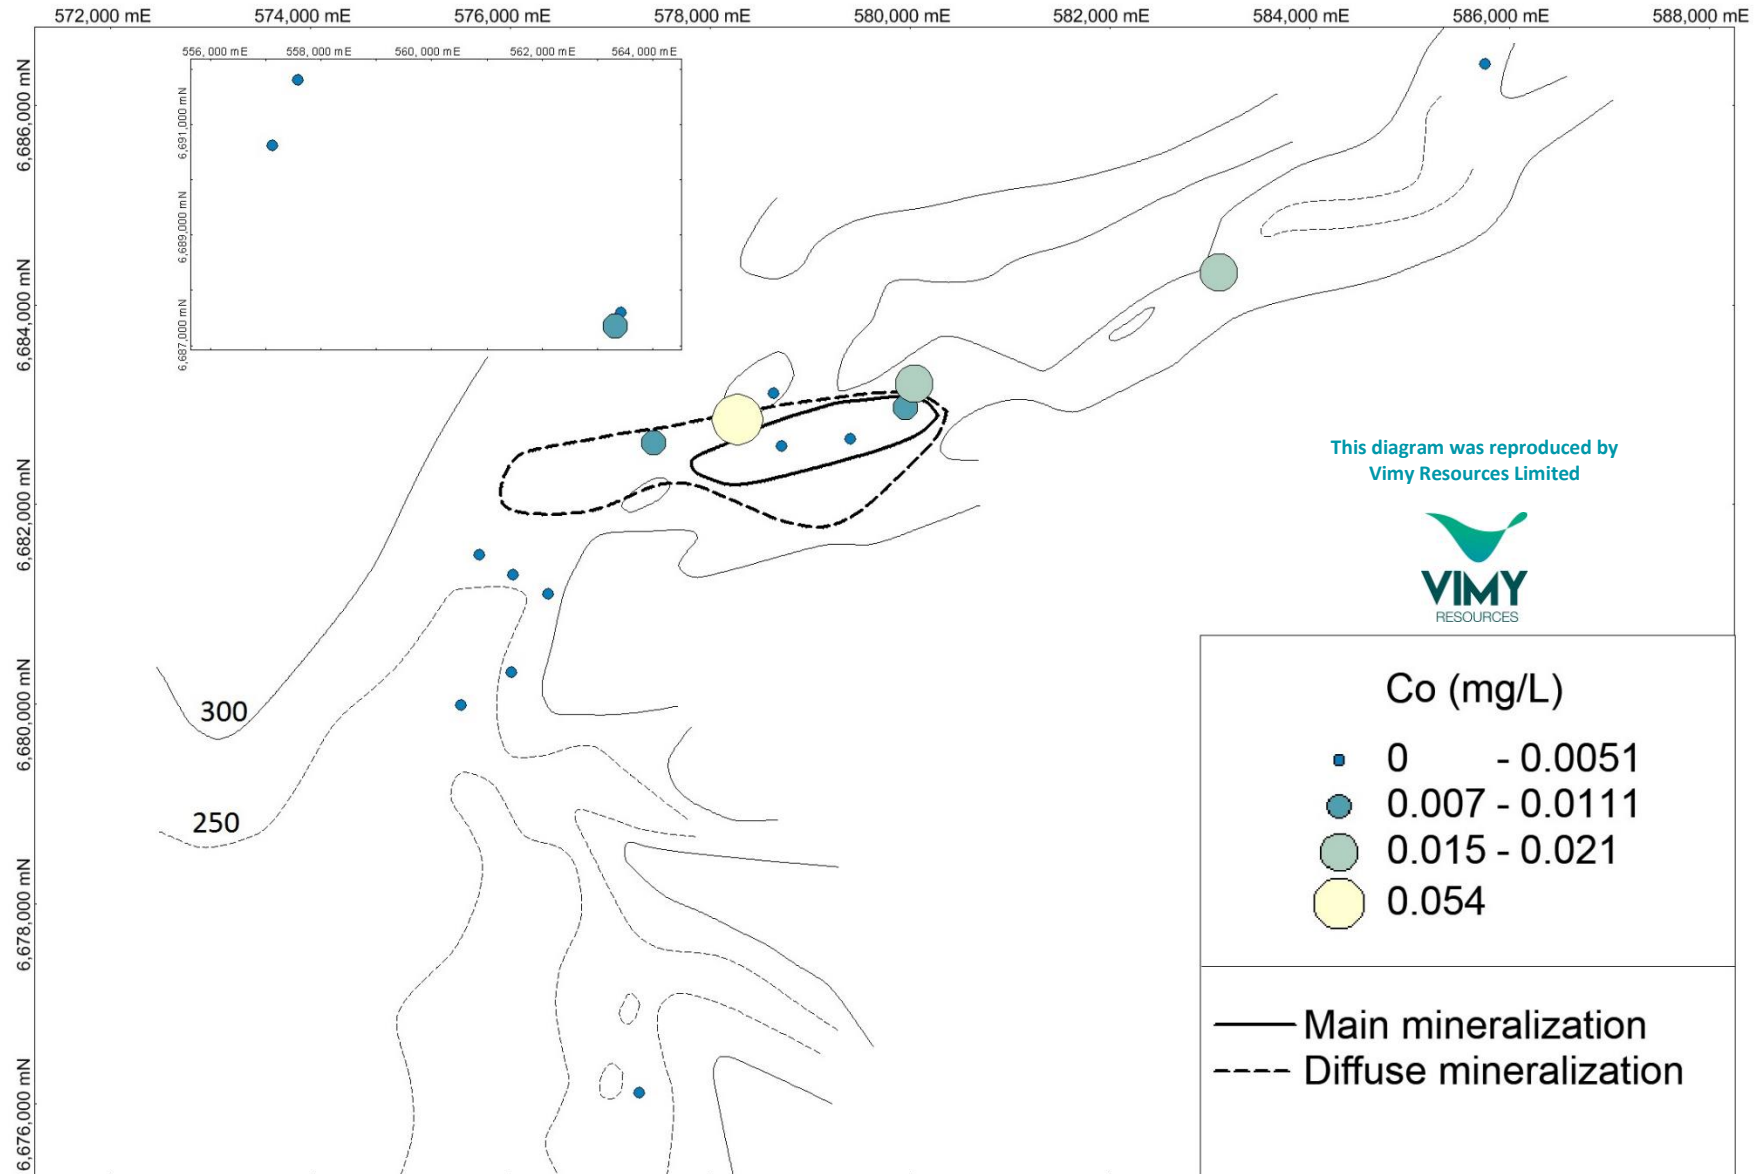 572,000 mE 574,000 mE 576,000 mE 578,000 mE 580,000 mE 582,000 mE 584,000 mE 586,000 mE 588,000 mE
556,000 mE 558,000 mE 560,000 mE 562,000 mE 564,000 mE
6,691,000 mN
6,689,000 mN
6,687,000 mN
6,686,000 mN
6,684,000 mN
6,682,000 mN
6,680,000 mN
6,678,000 mN
6,676,000 mN
300
250
This diagram was reproduced by
Vimy Resources Limited
VIMY
RESOURCES
Co (mg/L)
0 - 0.0051
0.007 - 0.0111
0.015 - 0.021
0.054
Main mineralization
Diffuse mineralization